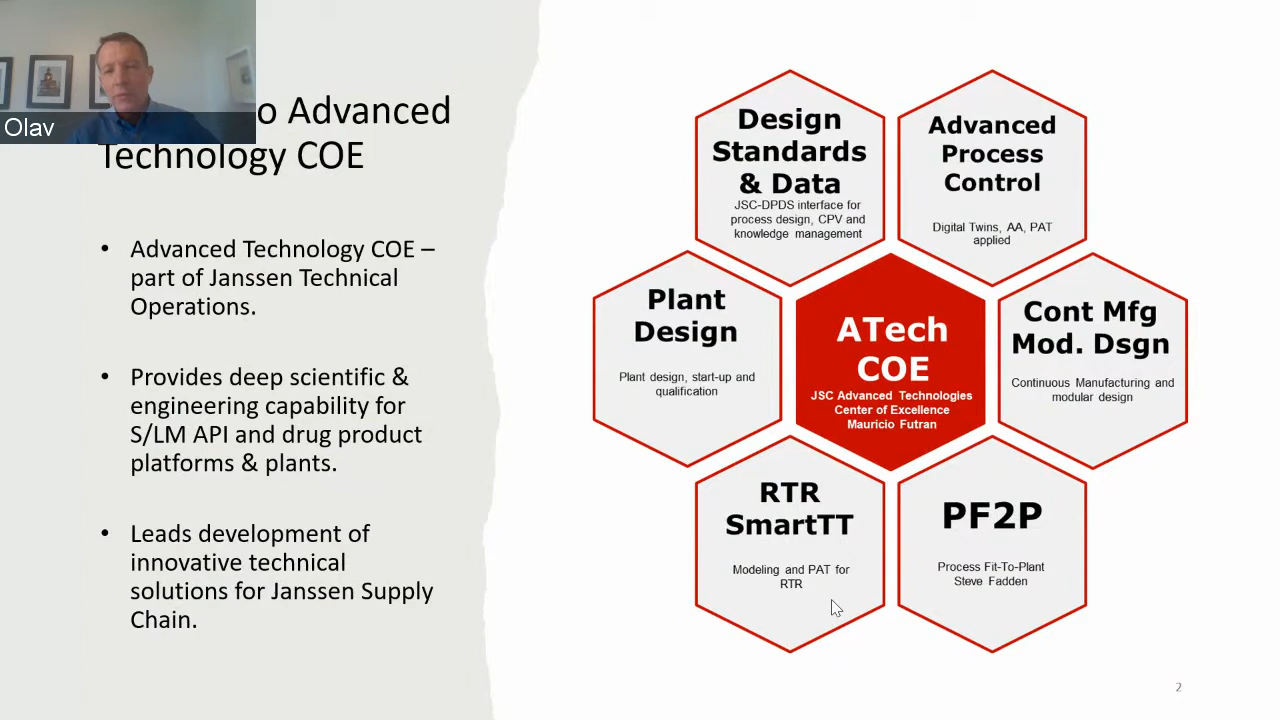 Olav
o Advanced
Technology COE
• Advanced Technology COE –
part of Janssen Technical
Operations.
• Provides deep scientific &
engineering capability for
S/LM API and drug product
platforms & plants.
• Leads development of
innovative technical
solutions for Janssen Supply
Chain.
Design
Standards
& Data
JSC-DPDS interface for
process design, CPV and
knowledge management
Advanced
Process
Control
Digital Twins, AA, PAT
applied
Plant
Design
Plant design, start-up and
qualification
ATech
COE
JSC Advanced Technologies
Center of Excellence
Mauricio Futran
Cont Mfg
Mod. Dsgn
Continuous Manufacturing and
modular design
RTR
SmartTT
Modeling and PAT for
RTR
PF2P
Process Fit-To-Plant
Steve Fadden
2